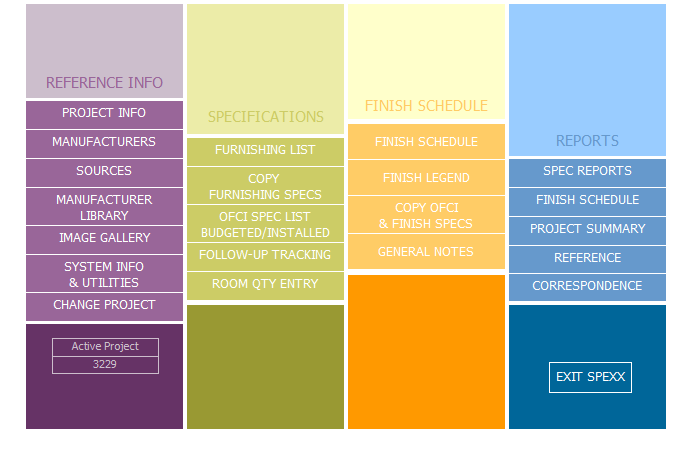 REFERENCE INFO
PROJECT INFO
MANUFACTURERS
SOURCES
MANUFACTURER
LIBRARY
IMAGE GALLERY
SYSTEM INFO
& UTILITIES
CHANGE PROJECT
Active Project
3229
SPECIFICATIONS
FURNISHING LIST
COPY
FURNISHING SPECS
OFCI SPEC LIST
BUDGETED/INSTALLED
FOLLOW-UP TRACKING
ROOM QTY ENTRY
FINISH SCHEDULE
FINISH SCHEDULE
FINISH LEGEND
COPY OFCI
& FINISH SPECS
GENERAL NOTES
REPORTS
SPEC REPORTS
FINISH SCHEDULE
PROJECT SUMMARY
REFERENCE
CORRESPONDENCE
EXIT SPEXX